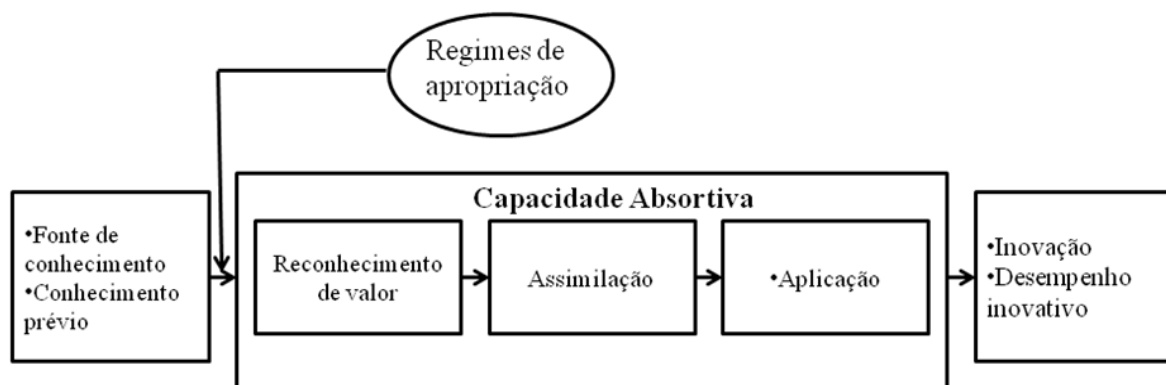 Regimes de
apropriação
Capacidade Absortiva
•Fonte de
conhecimento
•Conhecimento
prévio
Reconhecimento
de valor
Assimilação
•Aplicação
•Inovação
•Desempenho
inovativo